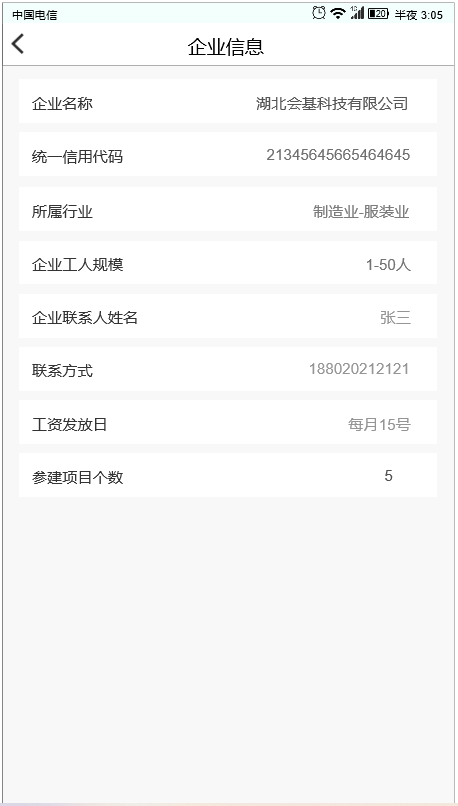 中国电信 20 半夜 3:05
企业信息
企业名称 湖北会基科技有限公司
统一信用代码 21345645665464645
所属行业 制造业-服装业
企业工人规模 1-50人
企业联系人姓名 张三
联系方式 188020212121
工资发放日 每月15号
参建项目个数 5